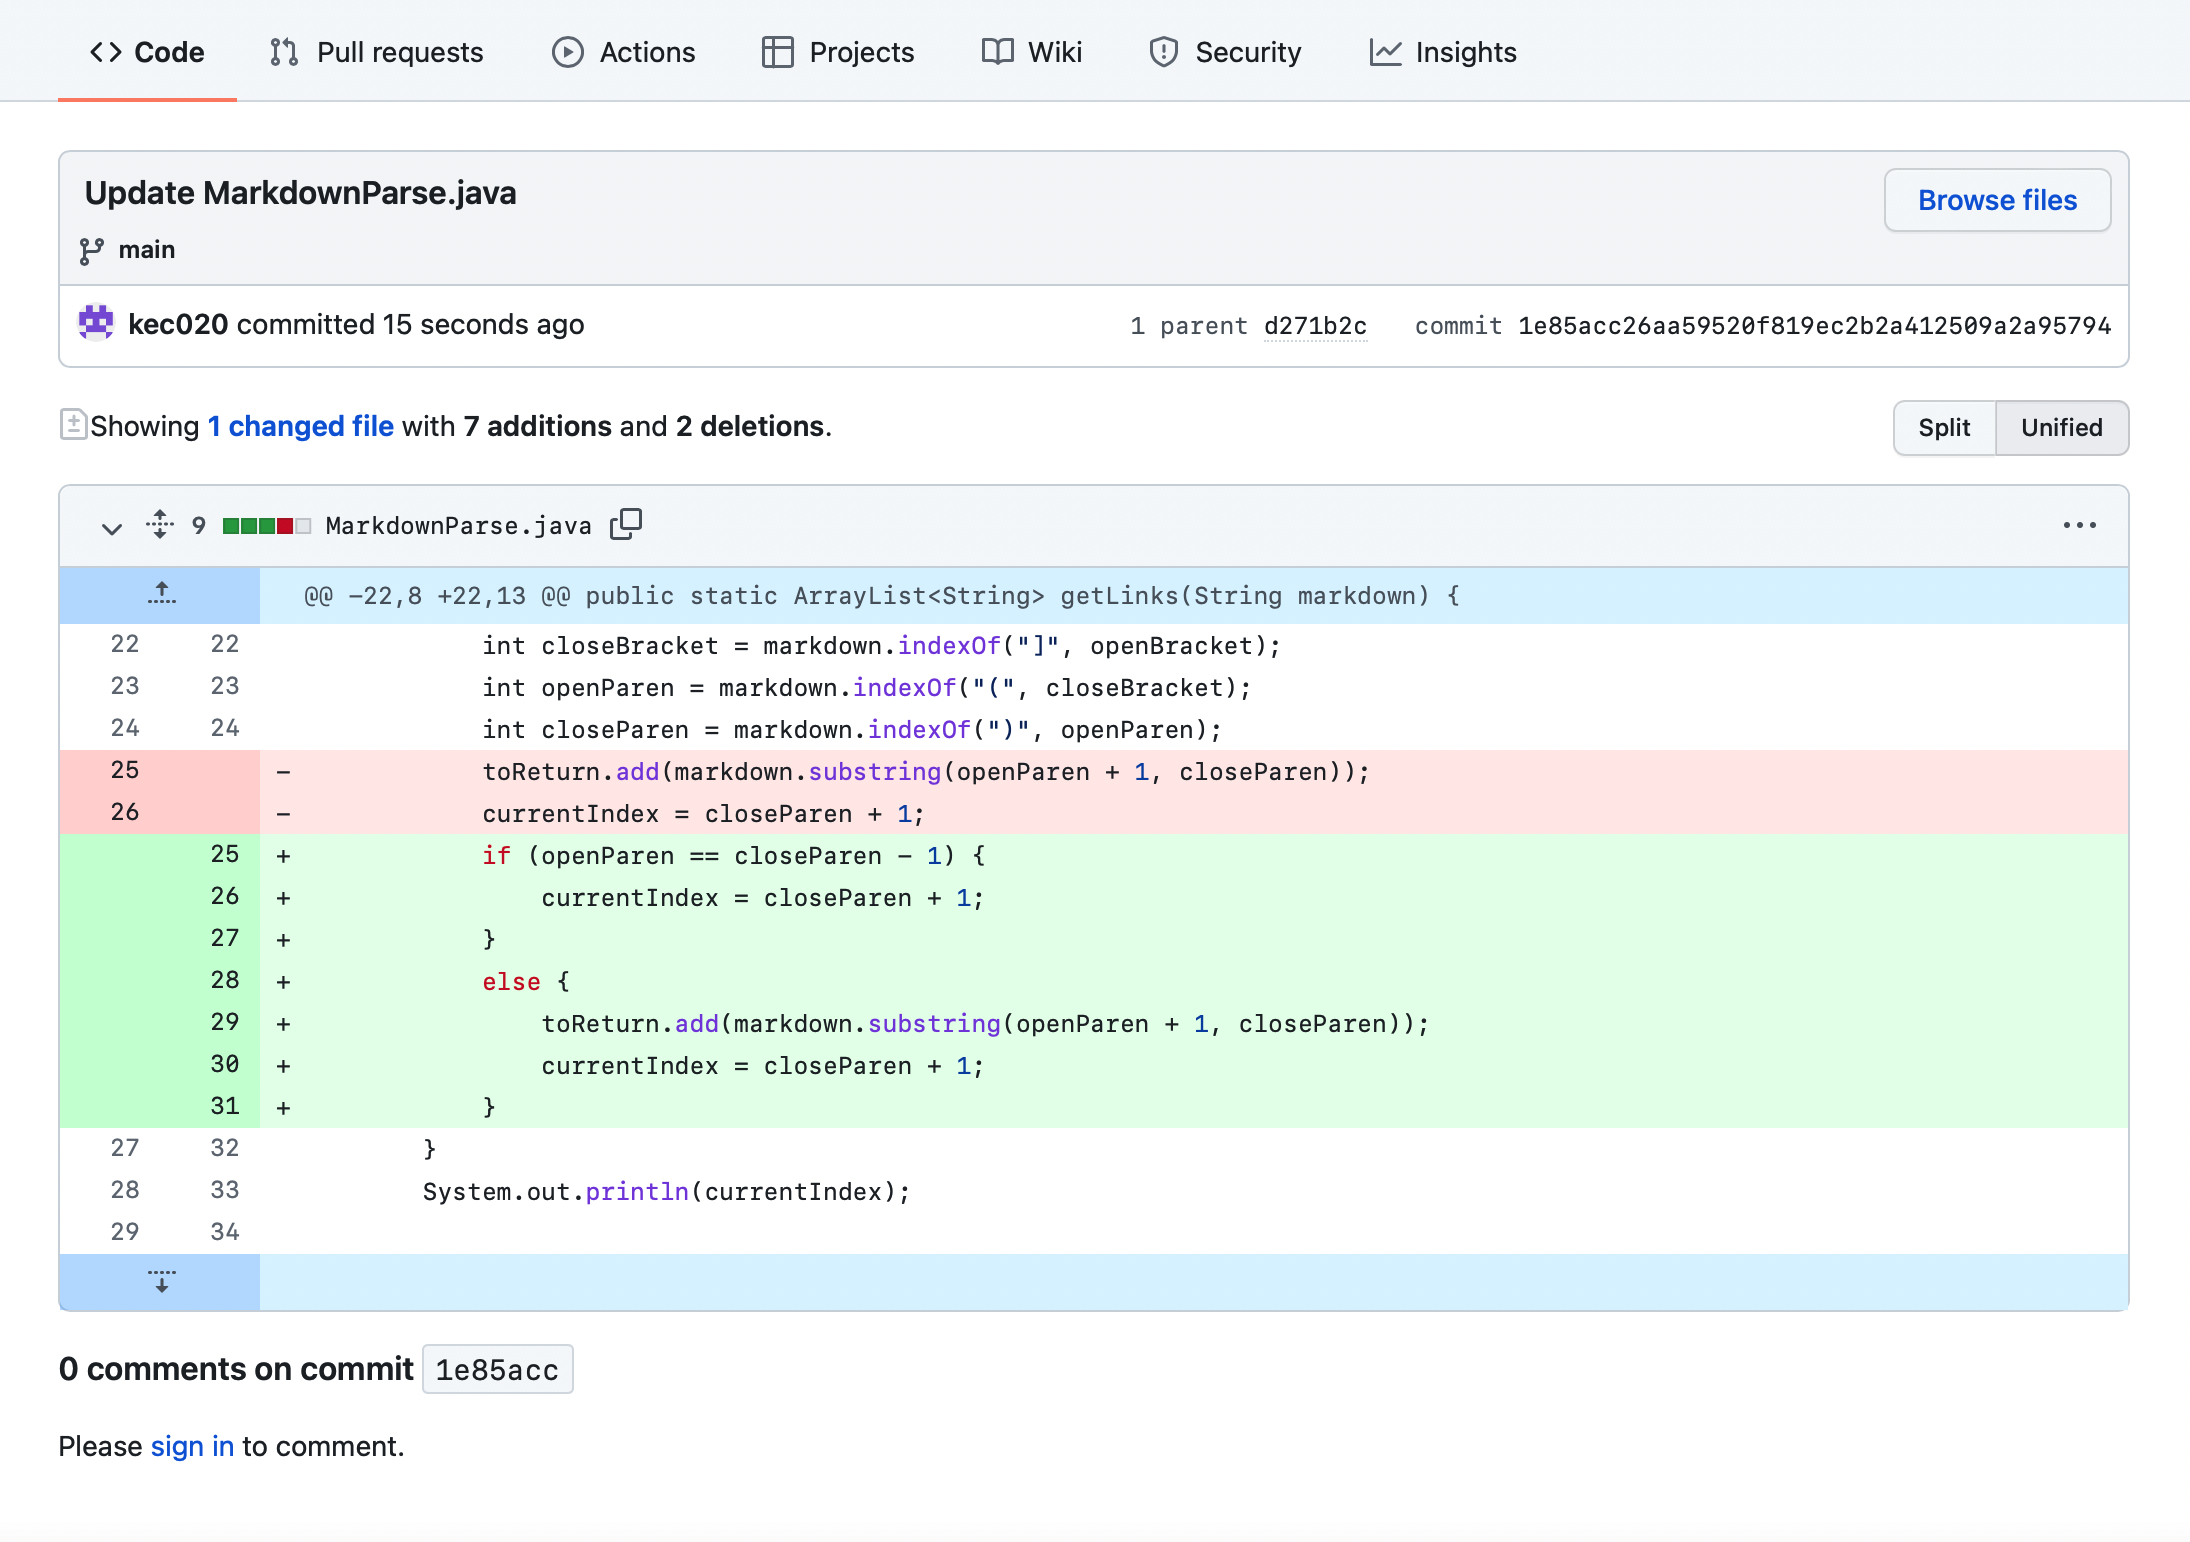 Code Pull requests Actions Projects Wiki Security Insights
Update MarkdownParse.java
Browse files
main
kec020 committed 15 seconds ago 1 parent d271b2c commit 1e85acc26aa59520f819ec2b2a412509a2a95794
Showing 1 changed file with 7 additions and 2 deletions.
Split Unified
9 MarkdownParse.java
@@ -22,8 +22,13 @@ public static ArrayList<String> getLinks(String markdown) {
22 22 int closeBracket = markdown.indexOf("]", openBracket);
23 23 int openParen = markdown.indexOf("(", closeBracket);
24 24 int closeParen = markdown.indexOf(")", openParen);
25 - toReturn.add(markdown.substring(openParen + 1, closeParen));
26 - currentIndex = closeParen + 1;
25 + if (openParen == closeParen - 1) {
26 + currentIndex = closeParen + 1;
27 + }
28 + else {
29 + toReturn.add(markdown.substring(openParen + 1, closeParen));
30 + currentIndex = closeParen + 1;
31 + }
27 32 }
28 33 System.out.println(currentIndex);
29 34
0 comments on commit 1e85acc
Please sign in to comment.